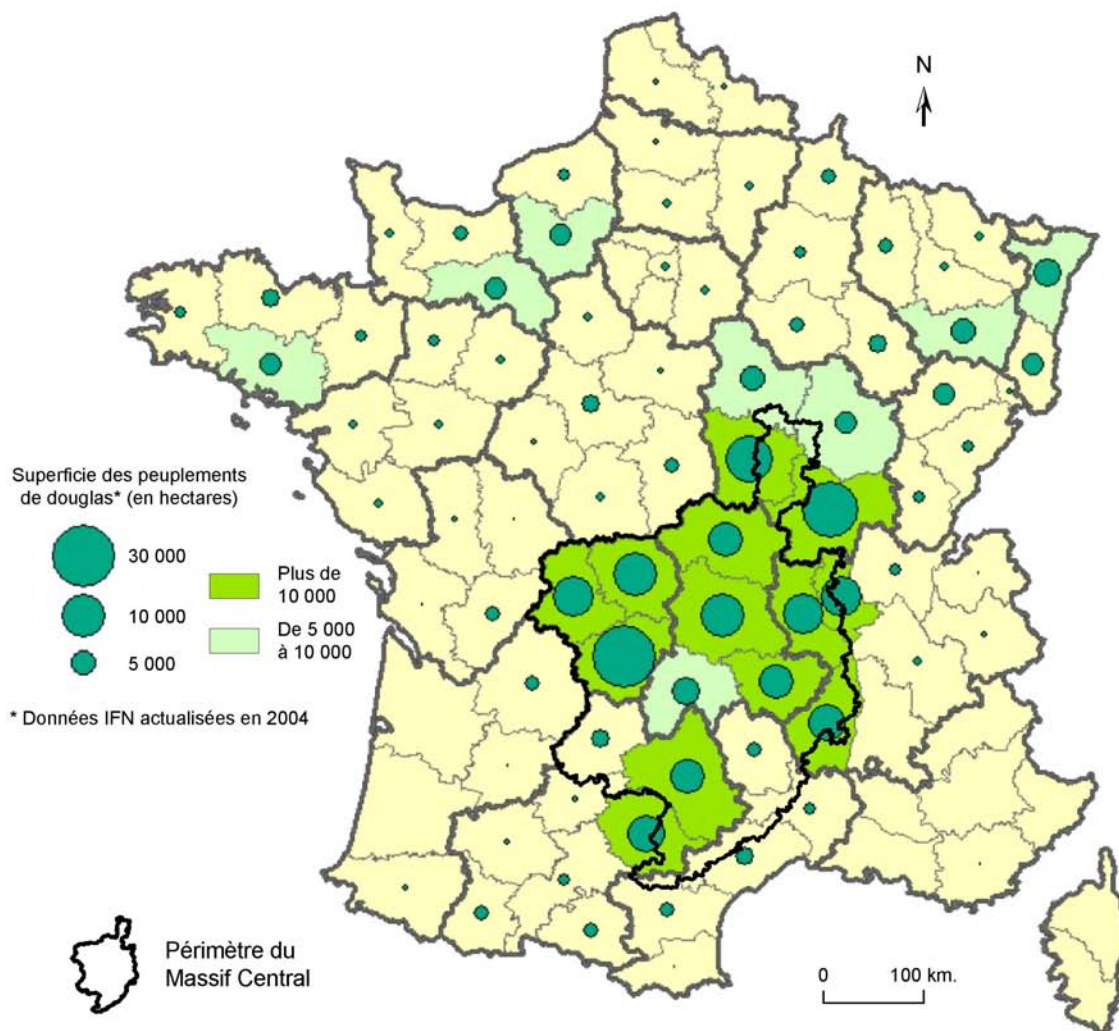 N
Superficie des peuplements
de douglas* (en hectares)
30 000
10 000
5 000
Plus de
10 000
De 5 000
à 10 000
* Données IFN actualisées en 2004
Périmètre du
Massif Central
0 100 km.